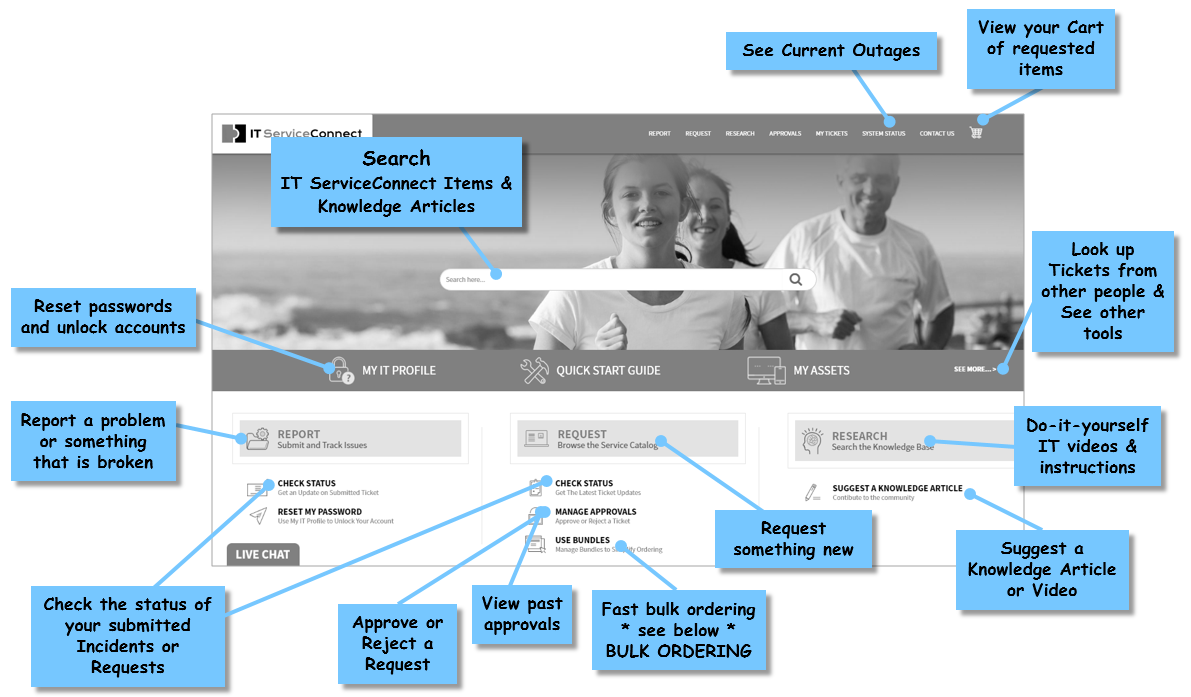 See Current Outages
View your Cart
of requested
items
IT ServiceConnect
REPORT
REQUEST
RESEARCH
APPROVALS
MY TICKETS
SYSTEM STATUS
CONTACT US
Search
IT ServiceConnect Items &
Knowledge Articles
Search here...
Look up
Tickets from
other people &
See other
tools
Reset passwords
and unlock accounts
MY IT PROFILE
QUICK START GUIDE
MY ASSETS
SEE MORE... >
Report a problem
or something
that is broken
REPORT
Submit and Track Issues
REQUEST
Browse the Service Catalog
RESEARCH
Search the Knowledge Base
Do-it-yourself
IT videos &
instructions
CHECK STATUS
Get an Update on Submitted Ticket
RESET MY PASSWORD
Use My IT Profile to Unlock Your Account
CHECK STATUS
Get The Latest Ticket Updates
MANAGE APPROVALS
Approve or Reject a Ticket
USE BUNDLES
Manage Bundles to Simplify Ordering
SUGGEST A KNOWLEDGE ARTICLE
Contibute to the community
LIVE CHAT
Request
something new
Suggest a
Knowledge Article
or Video
Check the status of
your submitted
Incidents or
Requests
Approve or
Reject a
Request
View past
approvals
Fast bulk ordering
* see below *
BULK ORDERING